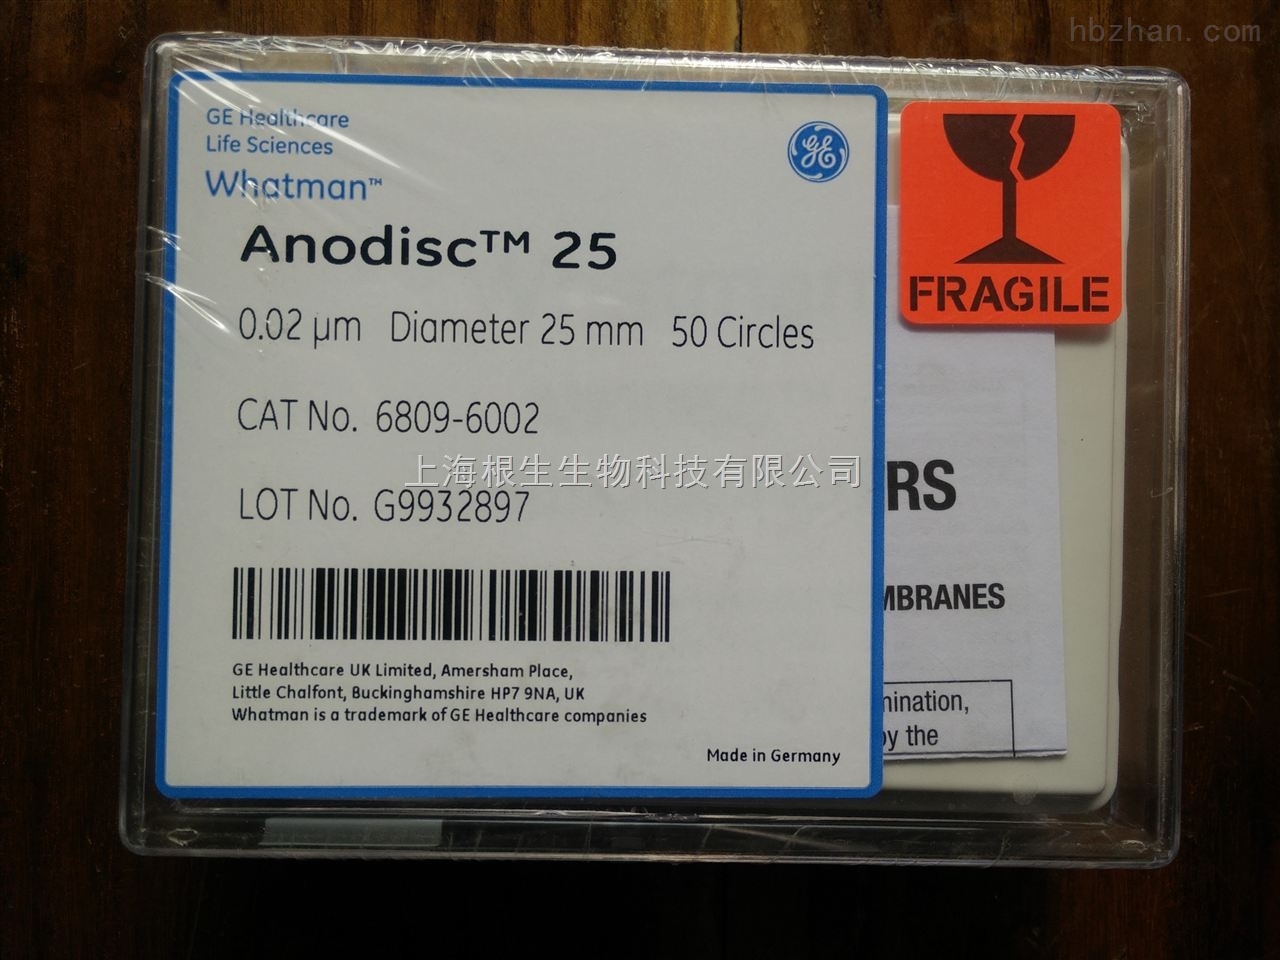 hbzhan.com
GE Healthcare
Life Sciences
Whatman™
Anodisc™ 25
0.02 µm Diameter 25 mm 50 Circles
CAT No. 6809-6002
上海根生生物科技有限公司
LOT No. G9932897
GE Healthcare UK Limited, Amersham Place,
Little Chalfont, Buckinghamshire HP7 9NA, UK
Whatman is a trademark of GE Healthcare companies
Made in Germany
GE
FRAGILE
RS
MBRANES
mination,
by the